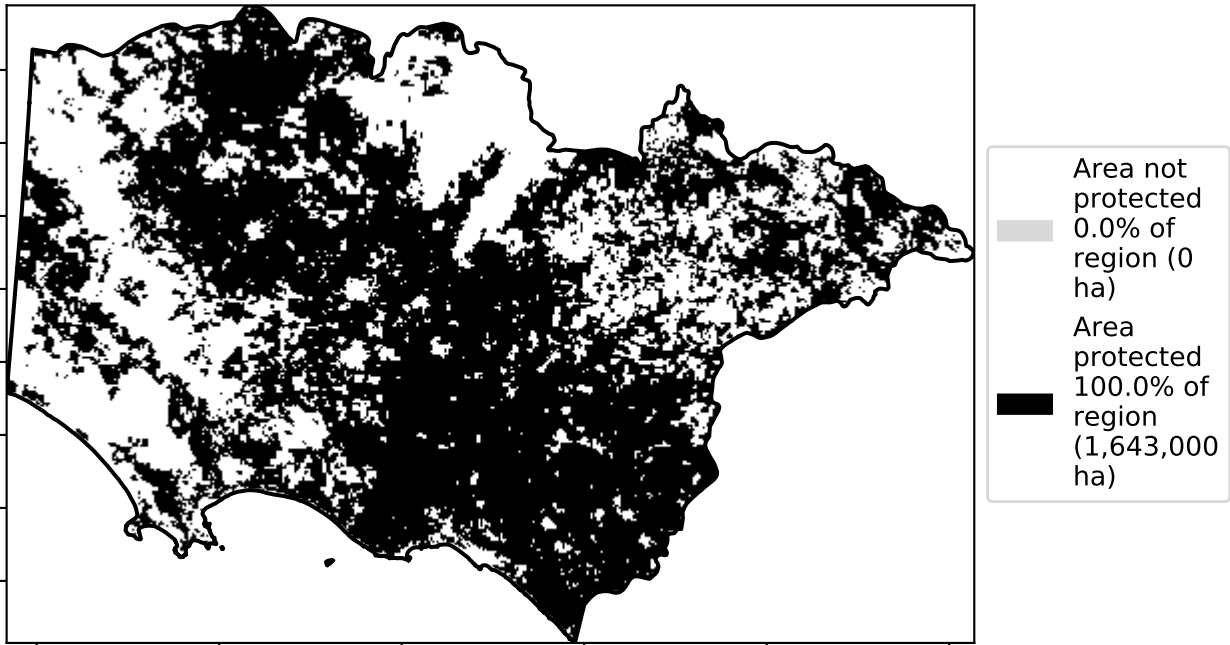 Area not
protected
0.0% of
region (0
ha)
Area
protected
100.0% of
region
(1,643,000
ha)